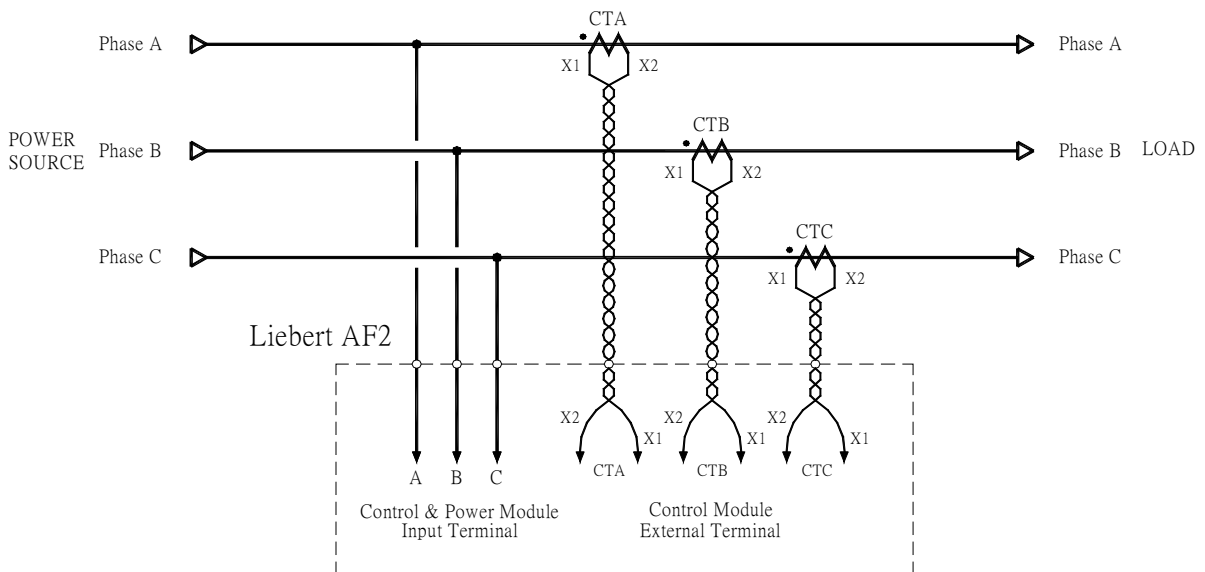 CTA
Phase A
Phase A
X1
X2
CTB
POWER
SOURCE
Phase B
Phase B
LOAD
X1
X2
CTC
Phase C
Phase C
X1
X2
Liebert AF2
X2
X1
X2
X1
X2
X1
A
B
C
CTA
CTB
CTC
Control & Power Module
Input Terminal
Control Module
External Terminal